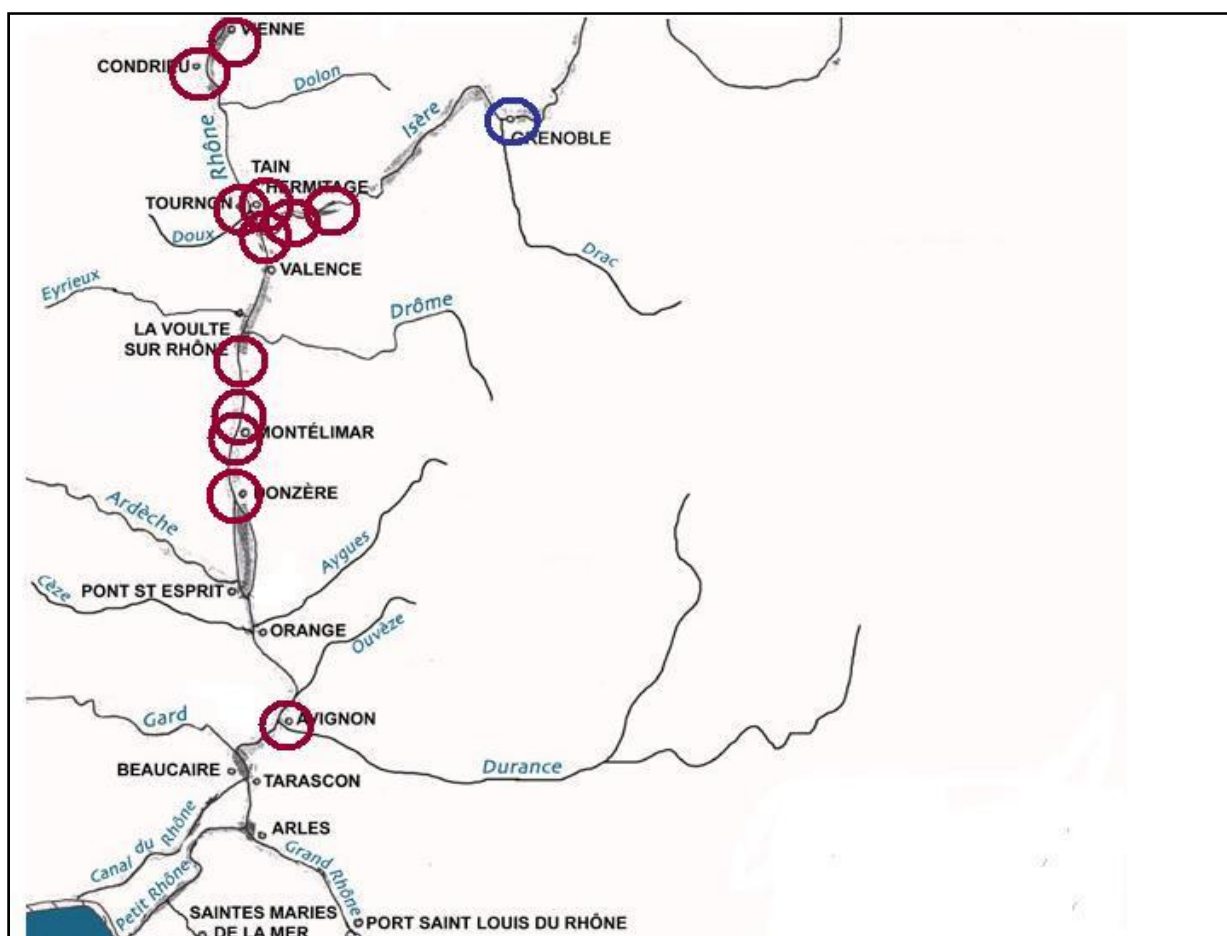 VIENNE
CONDRIEU
Dolon
Isère
GRENOBLE
Rhône
TAIN
HERMITAGE
TOURNON
Doux
Drac
VALENCE
Eyrieux
Drôme
LA VOULTE
SUR RHÔNE
MONTÉLIMAR
DONZÈRE
Ardèche
Aygues
Cèze
PONT ST ESPRIT
ORANGE
Ouvèze
Gard
AVIGNON
BEAUCAIRE
Durance
TARASCON
ARLES
Canal du Rhône
Petit Rhône
Grand Rhône
SAINTES MARIES
DE LA MER
PORT SAINT LOUIS DU RHÔNE